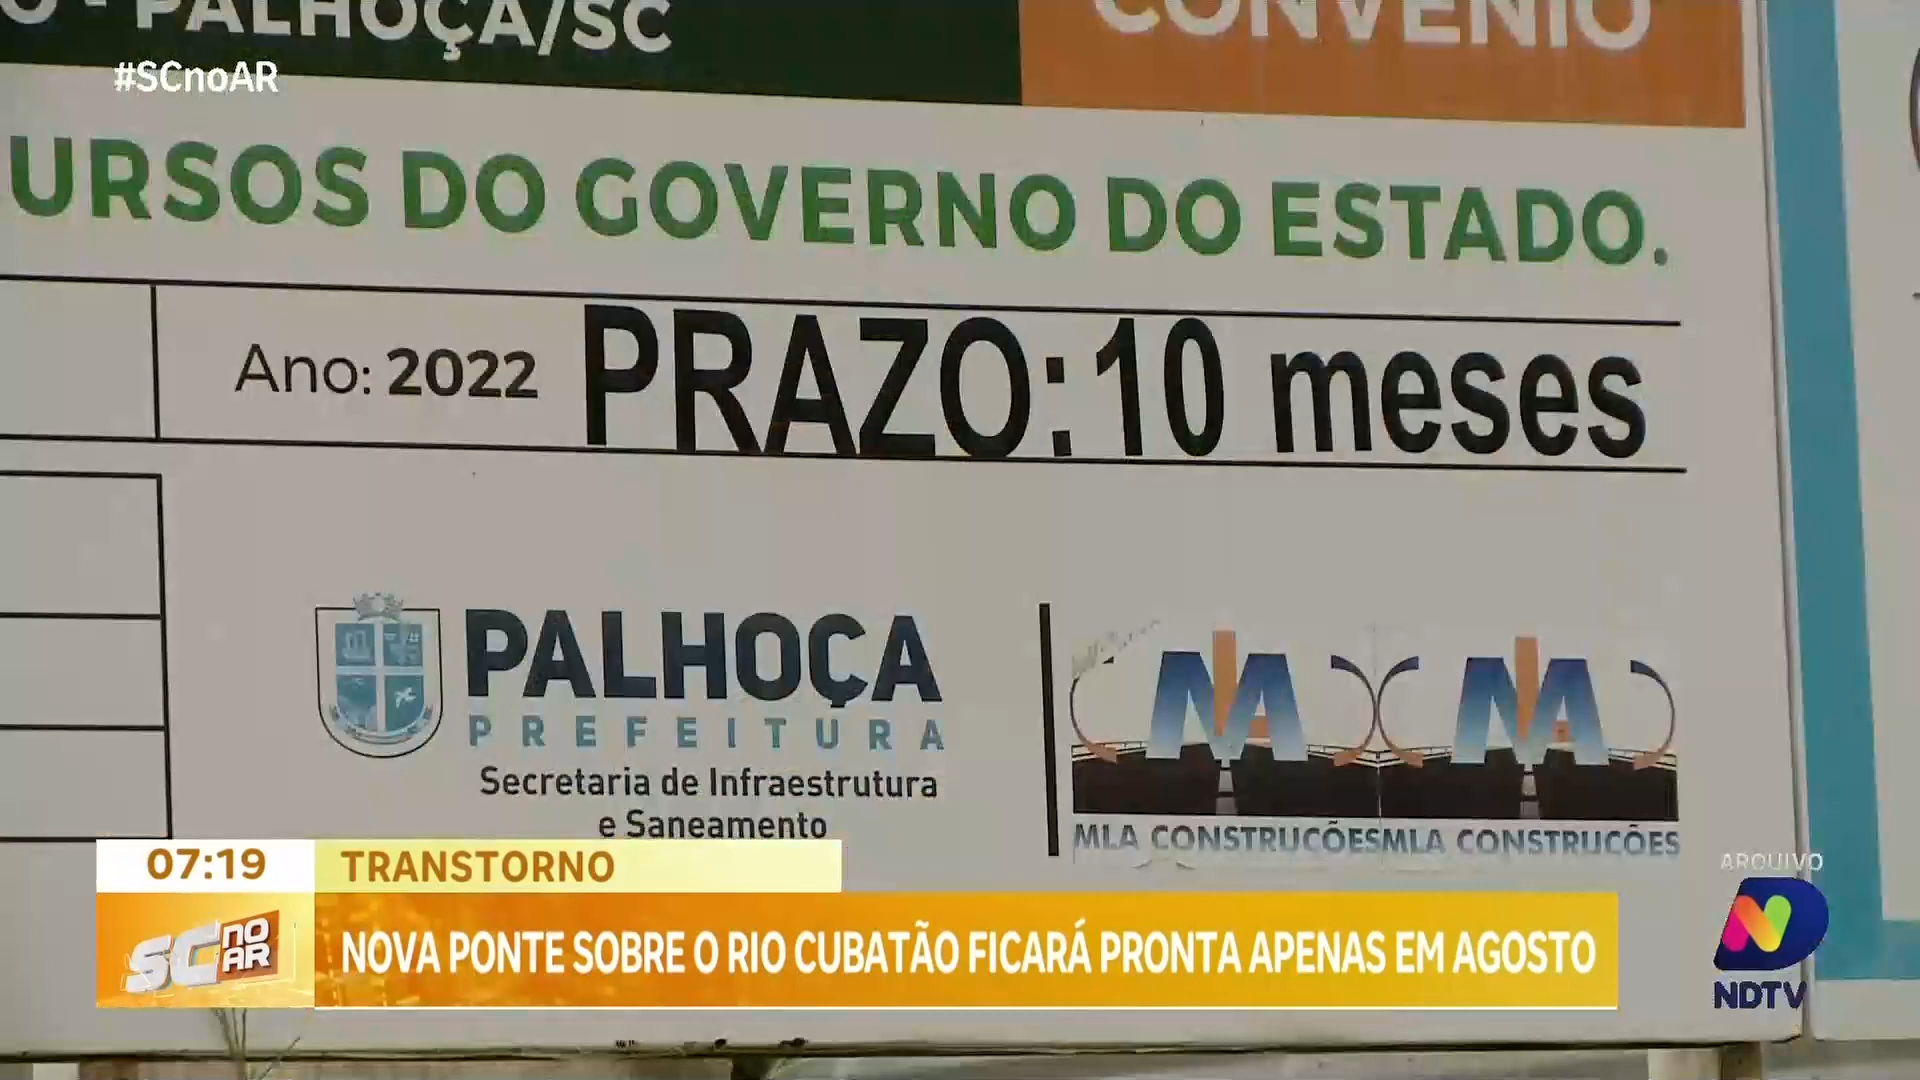 - PALHOÇA/SC
CONVÊNIO
#SCnoAR
URSOS DO GOVERNO DO ESTADO.
Ano: 2022 PRAZO: 10 meses
PALHOÇA
PREFEITURA
Secretaria de Infraestrutura
e Saneamento
MLA CONSTRUÇÕES MLA CONSTRUÇÕES
07:19 TRANSTORNO
ARQUIVO
SC NO AR
NOVA PONTE SOBRE O RIO CUBATÃO FICARÁ PRONTA APENAS EM AGOSTO
NDTV